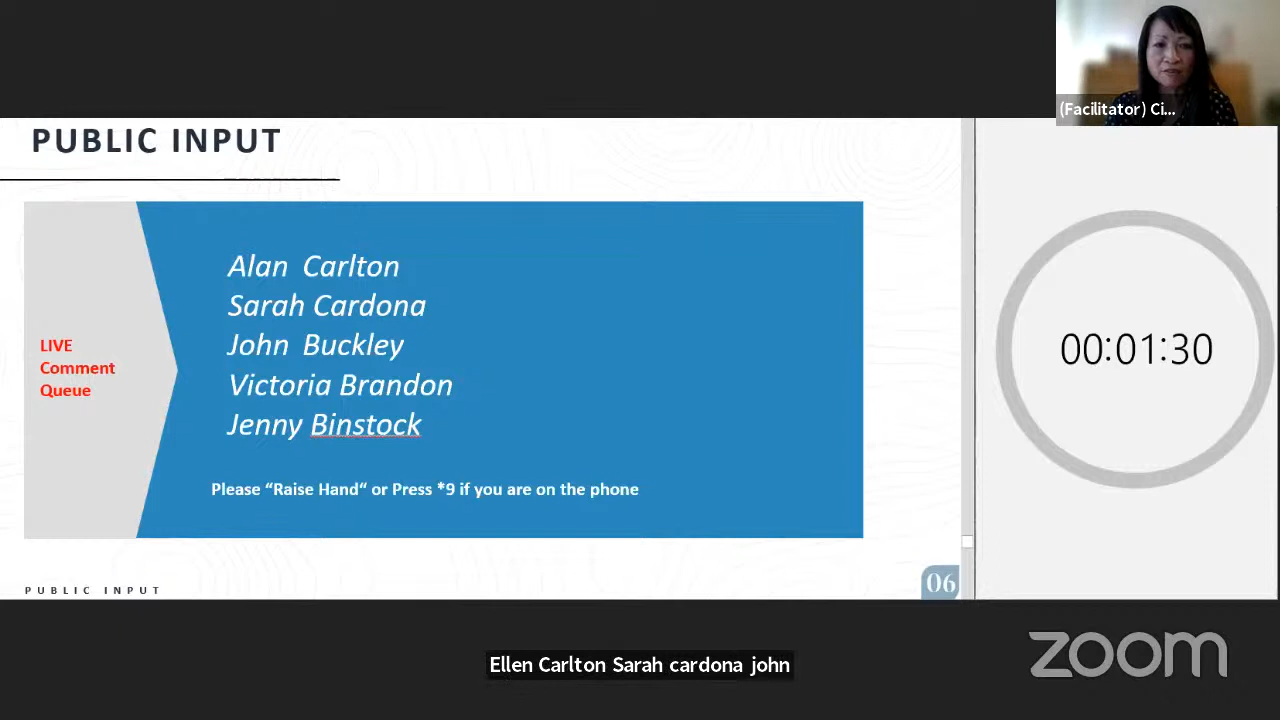 (Facilitator) Ci...
PUBLIC INPUT
Alan Carlton
Sarah Cardona
John Buckley
Victoria Brandon
Jenny Binstock
LIVE
Comment
Queue
Please “Raise Hand“ or Press *9 if you are on the phone
00:01:30
PUBLIC INPUT
06
Ellen Carlton Sarah cardona john
zoom